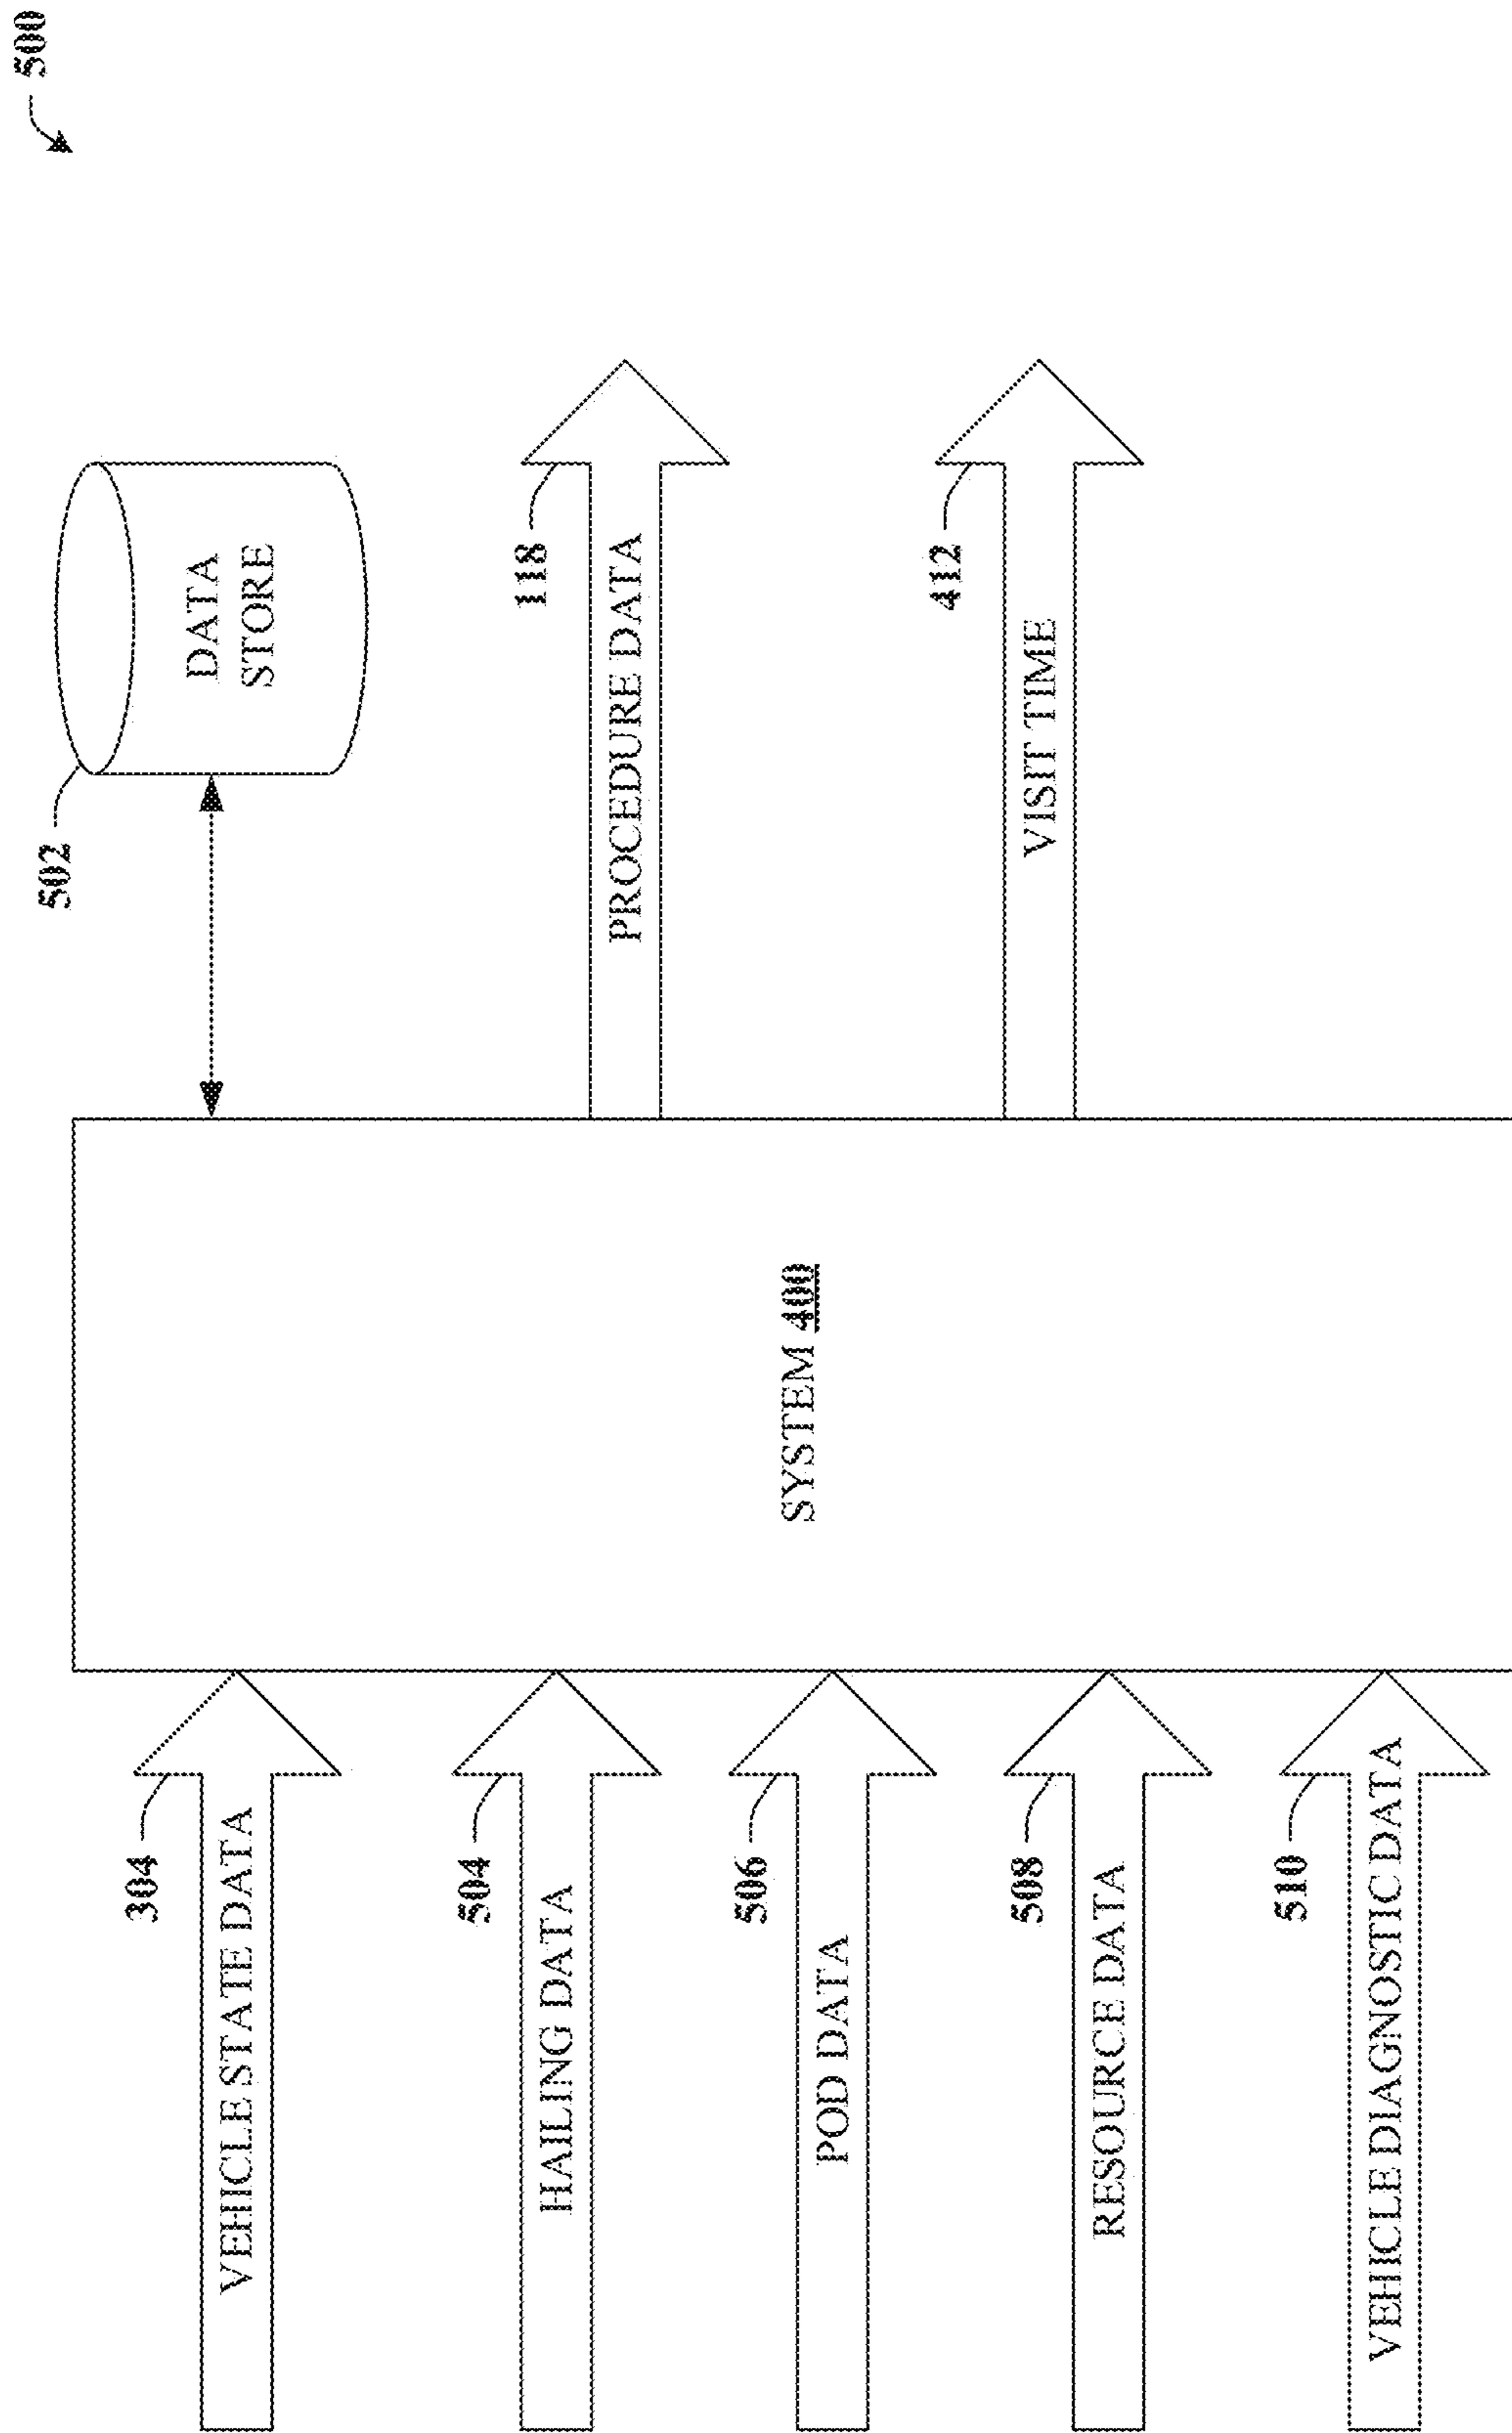 500
502
DATA
STORE
118
PROCEDURE DATA
412
VISIT TIME
SYSTEM 400
304
VEHICLE STATE DATA
504
HAILING DATA
506
POD DATA
508
RESOURCE DATA
510
VEHICLE DIAGNOSTIC DATA